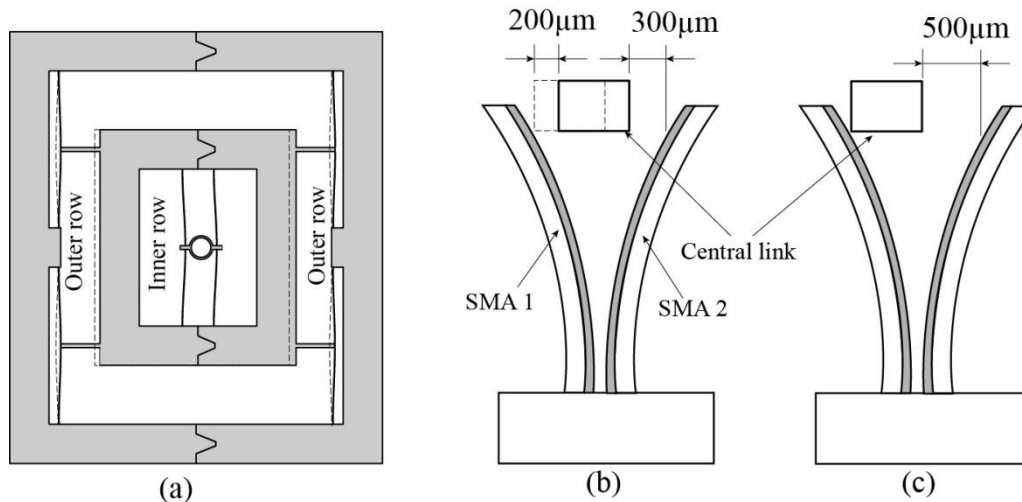 Outer row
Inner row
Outer row
(a)
200µm
300µm
SMA 1
SMA 2
Central link
(b)
500µm
(c)